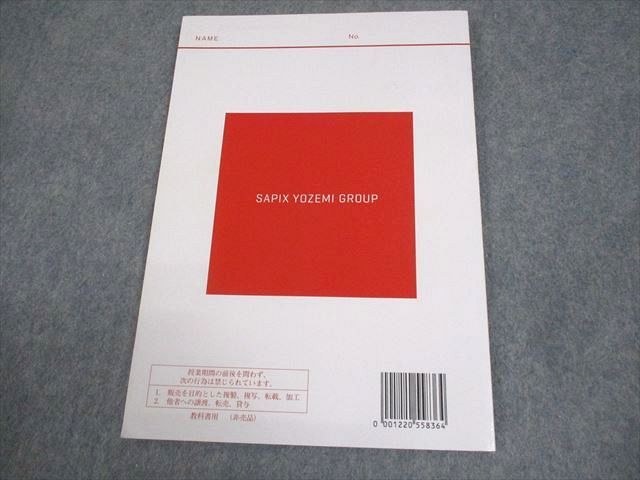 NAME
No.
SAPIX YOZEMI GROUP
授業期間の前後を問わず、
次の行為は禁じられています。
1. 販売を目的とした複製、複写、転載、加工
2. 他者への譲渡、転売、貸与
教科書用 (非売品)
0 001220 558364